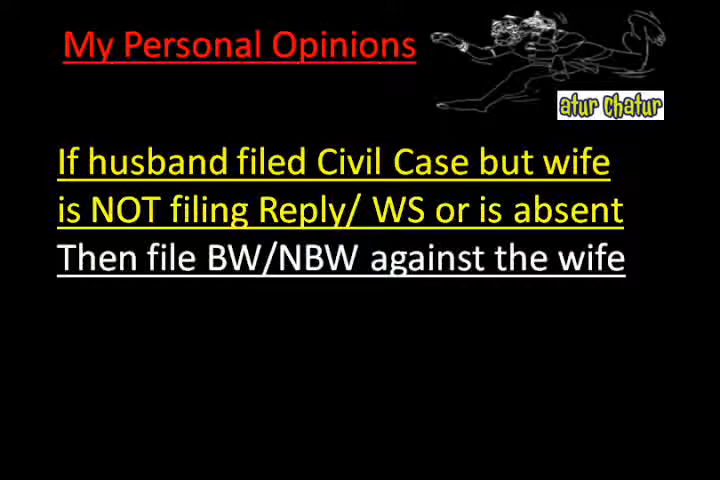 My Personal Opinions
atur chatur
If husband filed Civil Case but wife
is NOT filing Reply/ WS or is absent
Then file BW/NBW against the wife